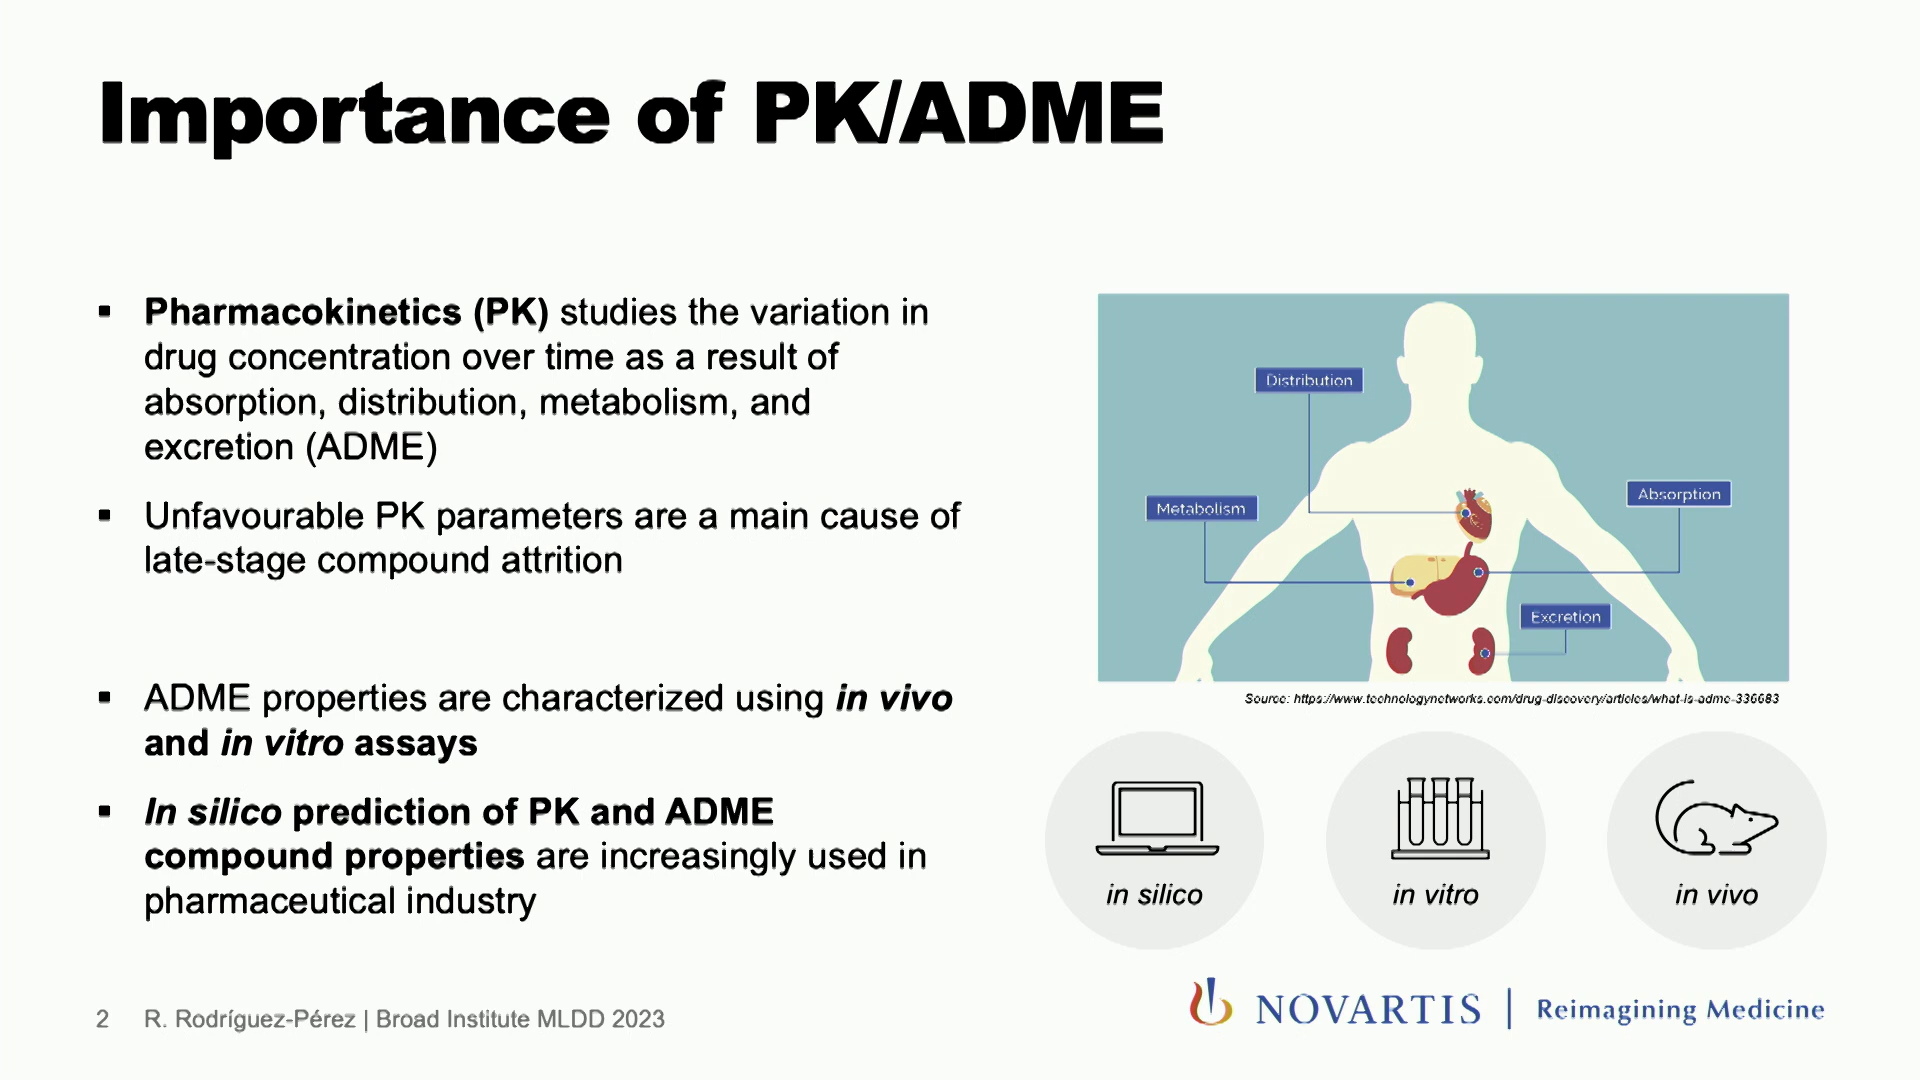 Importance of PK/ADME
▪ Pharmacokinetics (PK) studies the variation in
drug concentration over time as a result of
absorption, distribution, metabolism, and
excretion (ADME)
▪ Unfavourable PK parameters are a main cause of
late-stage compound attrition
▪ ADME properties are characterized using in vivo
and in vitro assays
▪ In silico prediction of PK and ADME
compound properties are increasingly used in
pharmaceutical industry
Distribution
Metabolism
Absorption
Excretion
Source: https://www.technologynetworks.com/drug-discovery/articles/what-is-adme-336683
in silico
in vitro
in vivo
2 R. Rodríguez-Pérez | Broad Institute MLDD 2023
NOVARTIS | Reimagining Medicine